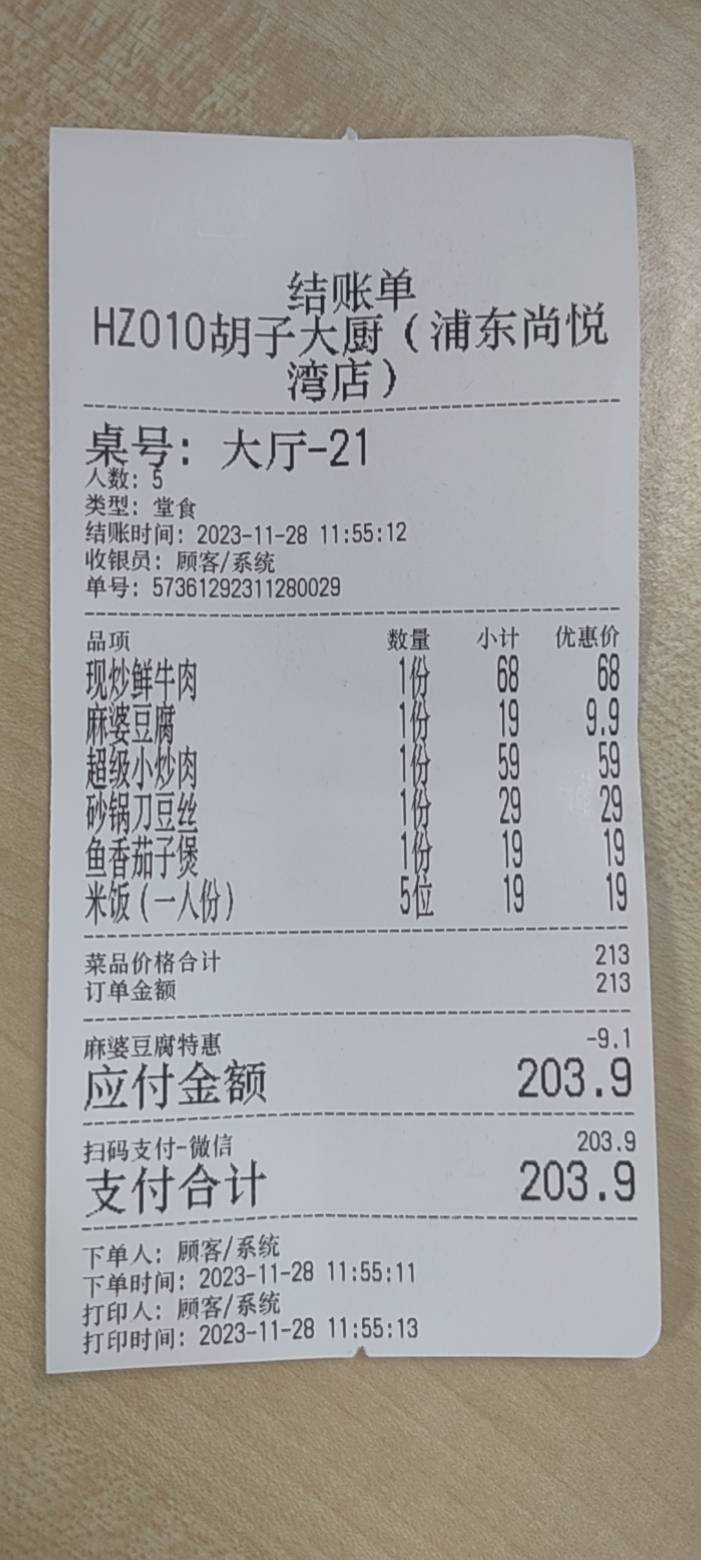 结账单
HZ010胡子大厨（浦东尚悦
湾店）
桌号: 大厅-21
人数: 5
类型: 堂食
结账时间: 2023-11-28 11:55:12
收银员: 顾客/系统
单号: 57361292311280029
品项 数量 小计 优惠价
现炒鲜牛肉 1份 68 68
麻婆豆腐 1份 19 9.9
超级小炒肉 1份 59 59
砂锅刀豆丝 1份 29 29
鱼香茄子煲 1份 19 19
米饭（一人份） 5位 19 19
菜品价格合计 213
订单金额 213
麻婆豆腐特惠 -9.1
应付金额 203.9
扫码支付-微信 203.9
支付合计 203.9
下单人: 顾客/系统
下单时间: 2023-11-28 11:55:11
打印人: 顾客/系统
打印时间: 2023-11-28 11:55:13